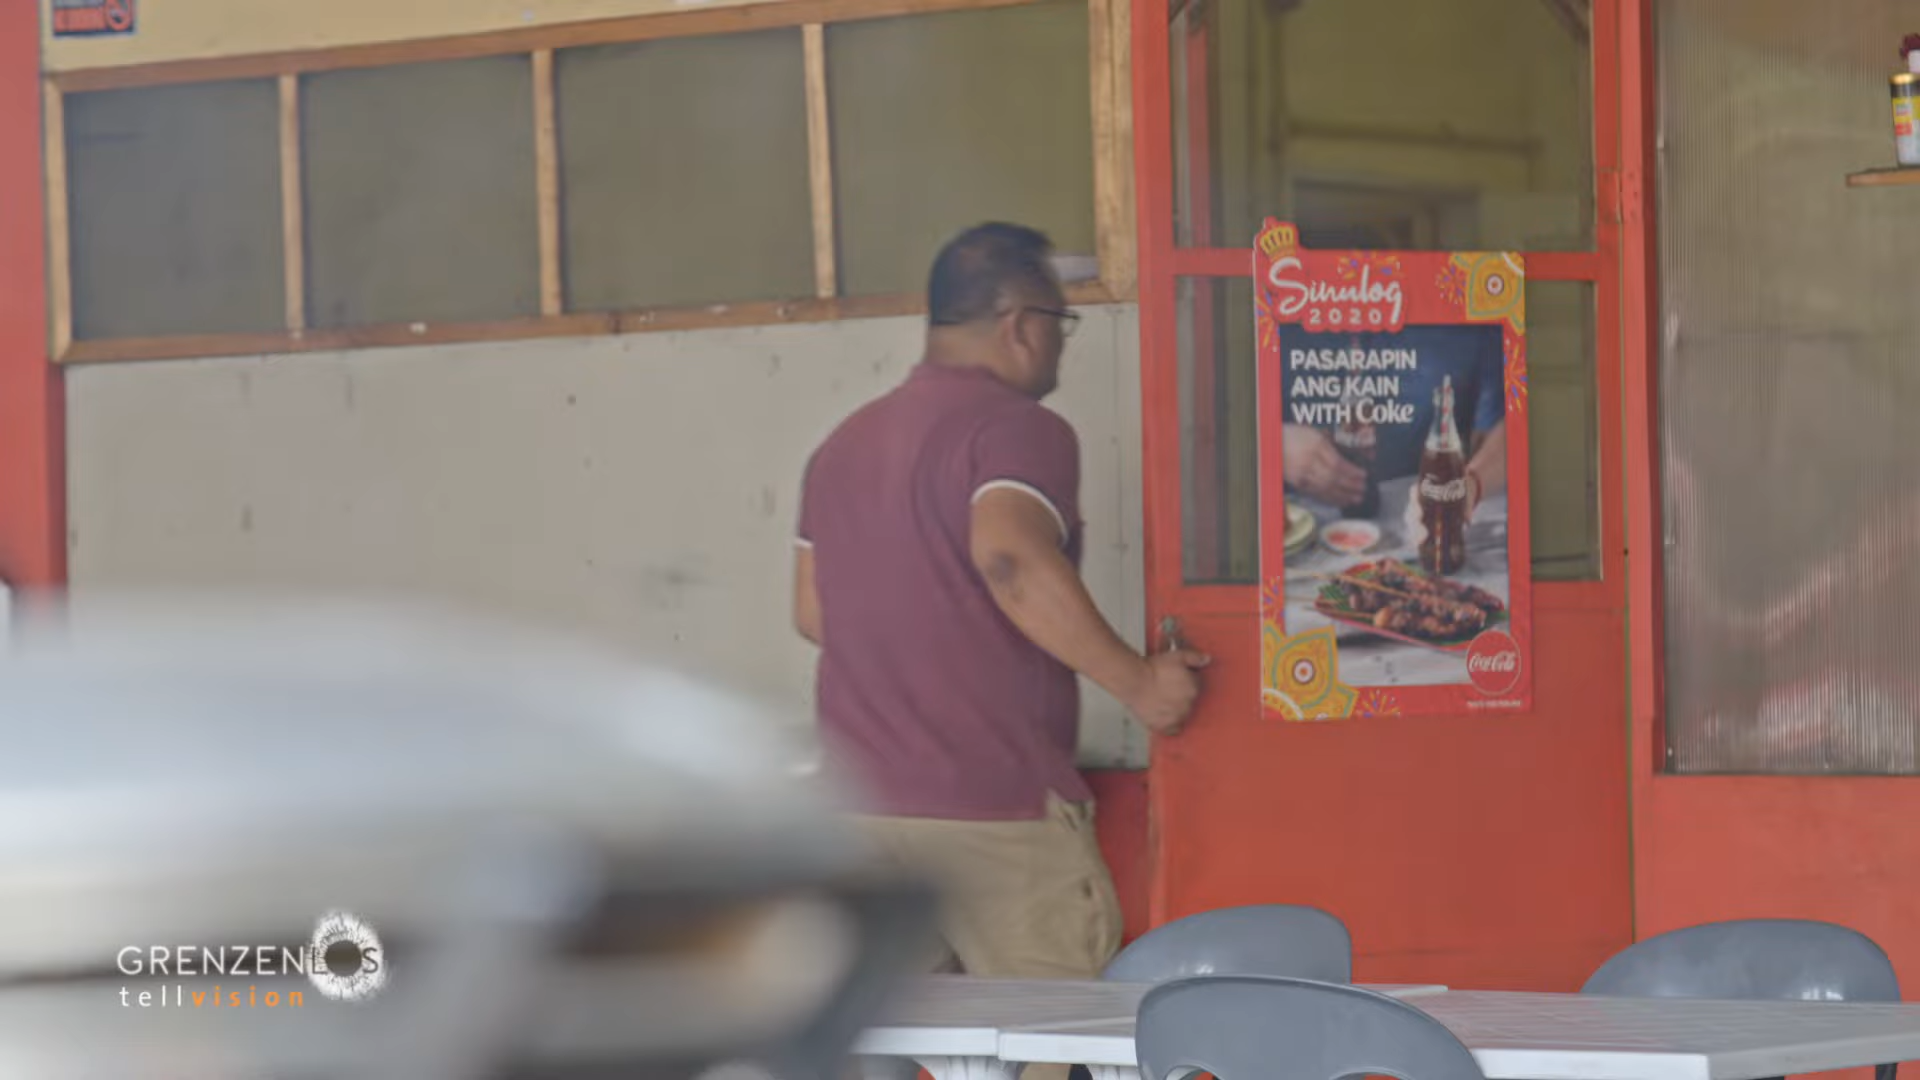 Sinulog
2020
PASARAPIN
ANG KAIN
WITH Coke
Coca-Cola
Coca-Cola
GRENZENLOS
tellvision